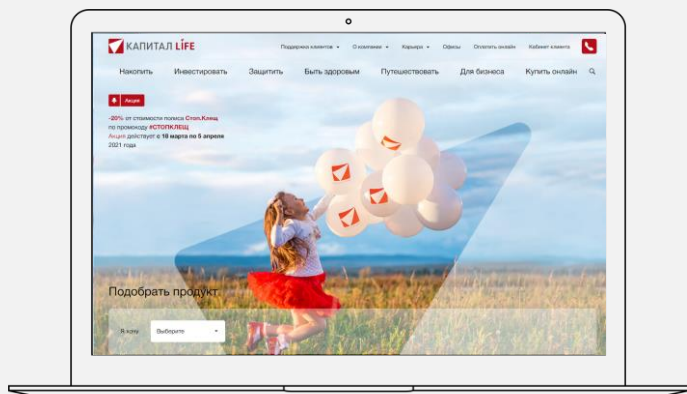 КАПИТАЛ LIFE
Поддержка клиентов
О компании
Карьера
Офисы
Оплатить онлайн
Кабинет клиента
Накопить
Инвестировать
Защитить
Быть здоровым
Путешествовать
Для бизнеса
Купить онлайн
Акция
-20% от стоимости полиса Стоп.Клещ
по промокоду #СТОПКЛЕЩ
Акция действует с 18 марта по 5 апреля
2021 года
Подобрать продукт
Я хочу
Выберите